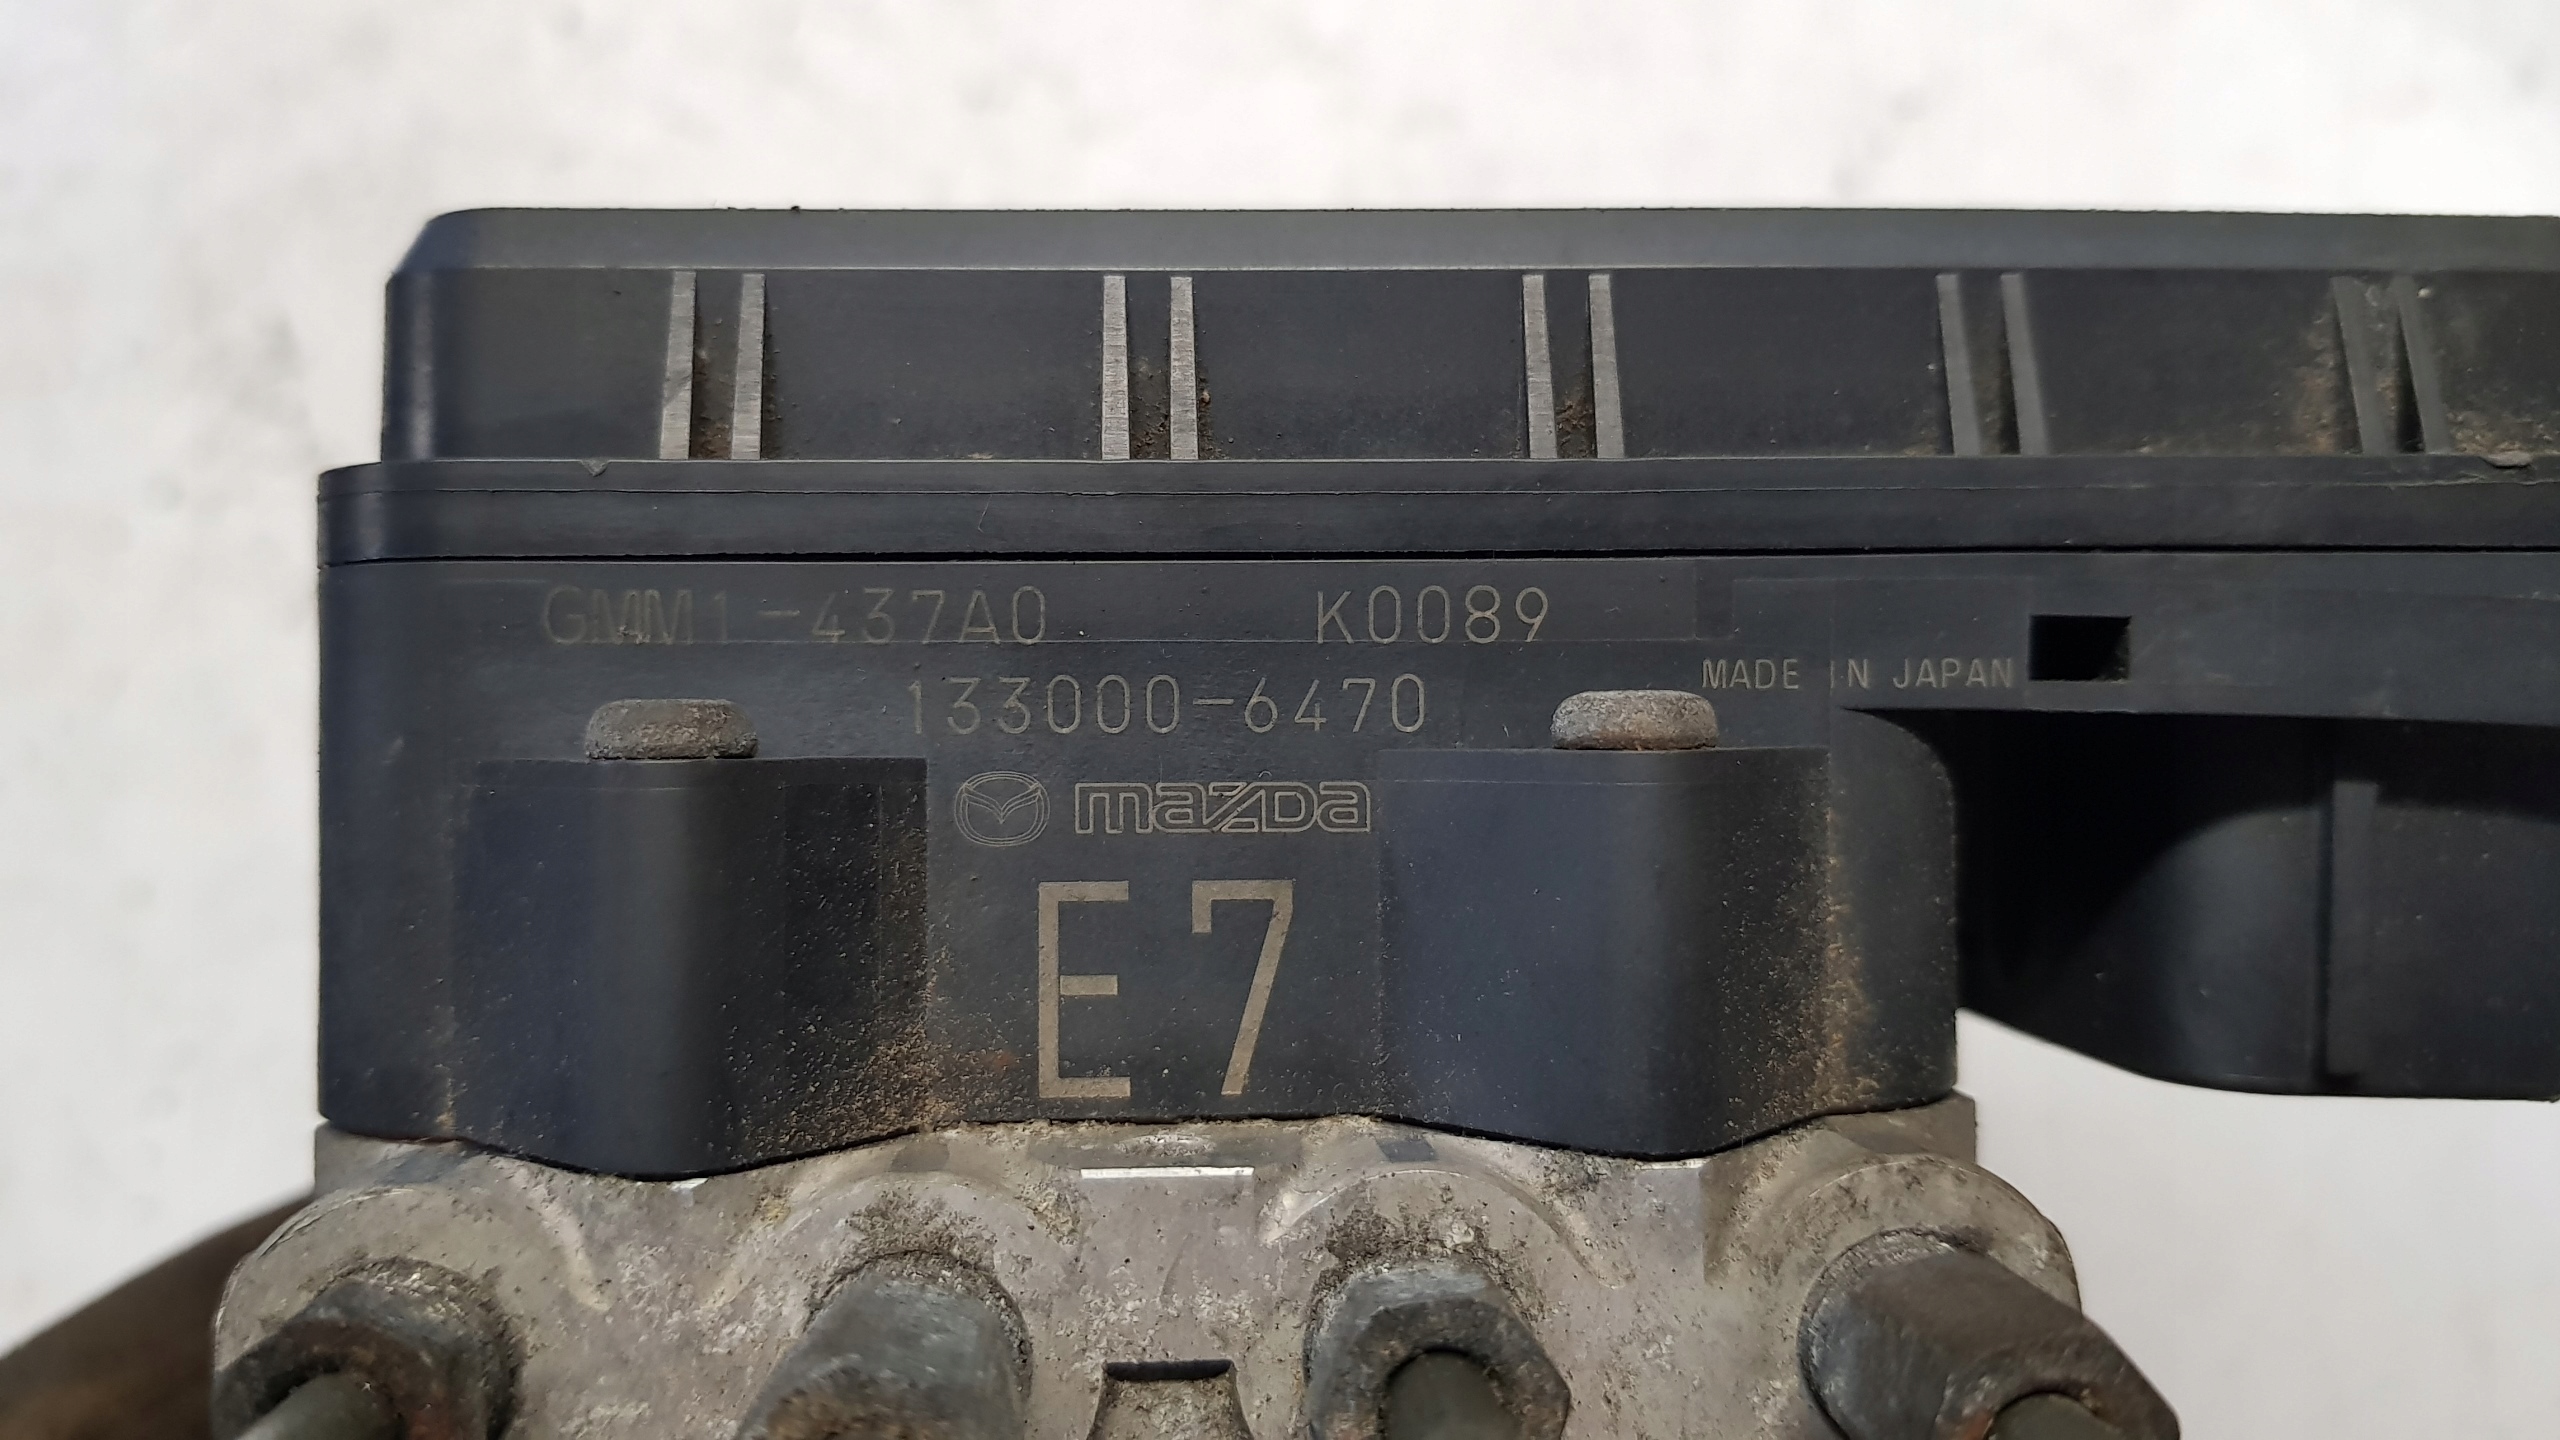 GMM1-437A0 K0089
133000-6470
MADE IN JAPAN
mazda
E7